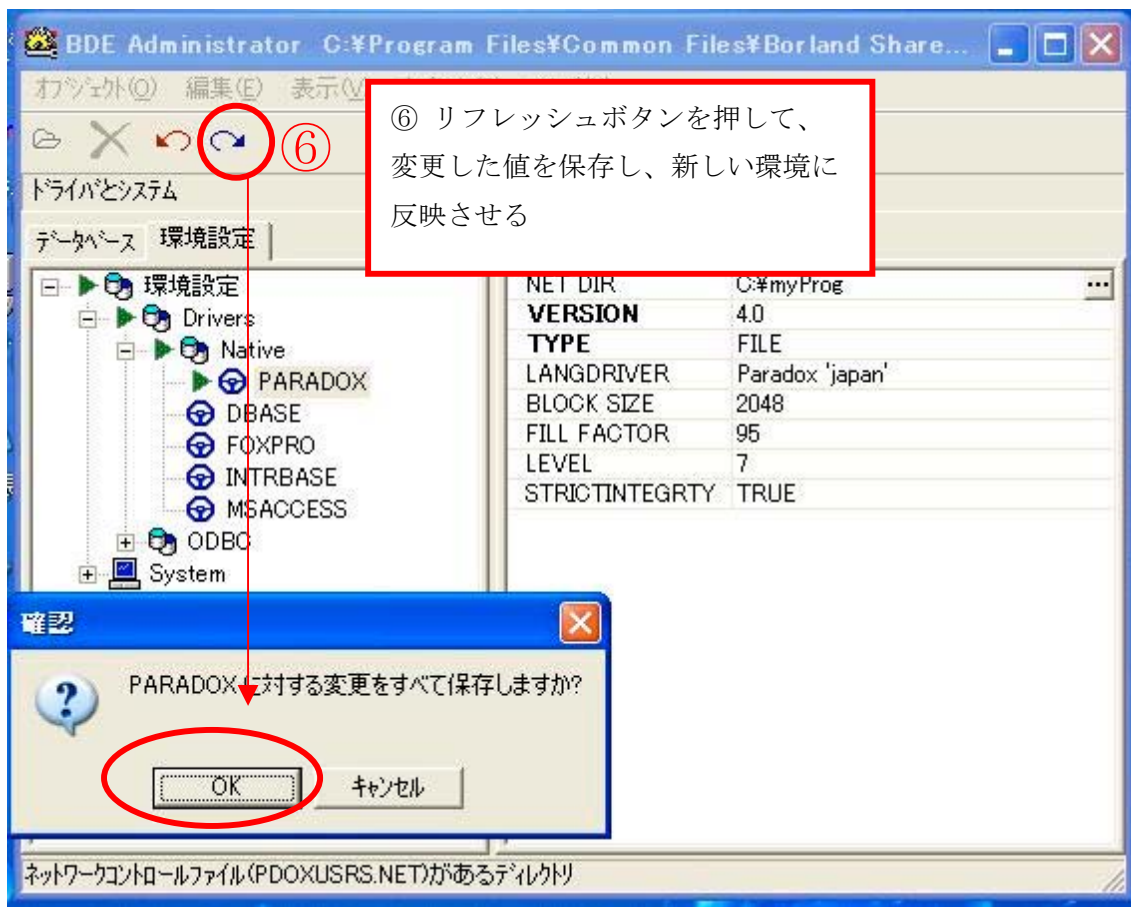 BDE Administrator C:¥Program Files¥Common Files¥Borland Share...
オブジェクト(O) 編集(E) 表示(V)
⑥
⑥ リフレッシュボタンを押して、
変更した値を保存し、新しい環境に
反映させる
ドライバとシステム
データベース 環境設定
環境設定
Drivers
Native
PARADOX
DBASE
FOXPRO
INTRBASE
MSACCESS
ODBC
System
NET DIR C:¥myProg ...
VERSION 4.0
TYPE FILE
LANGDRIVER Paradox 'japan'
BLOCK SIZE 2048
FILL FACTOR 95
LEVEL 7
STRICTINTEGRTY TRUE
確認
PARADOX に対する変更をすべて保存しますか?
OK キャンセル
ネットワークコントロールファイル(PDOXUSRS.NET)があるディレクトリ